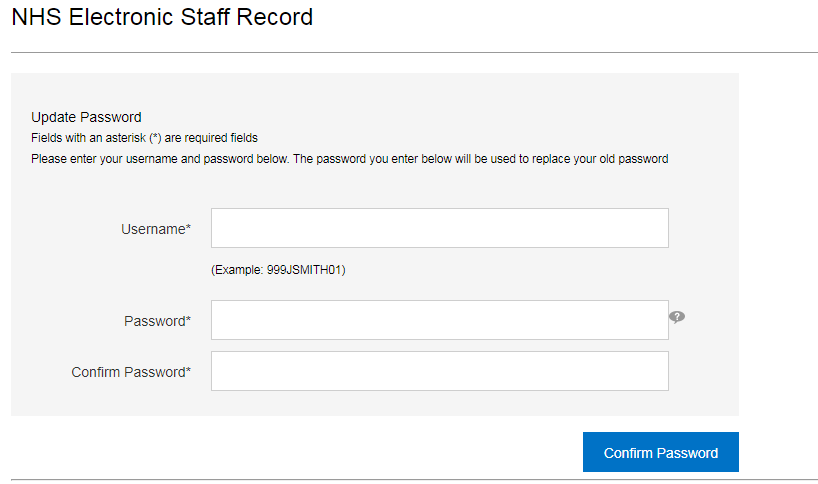 NHS Electronic Staff Record
Update Password
Fields with an asterisk (*) are required fields
Please enter your username and password below. The password you enter below will be used to replace your old password
Username*
(Example: 999JSMITH01)
Password*
?
Confirm Password*
Confirm Password